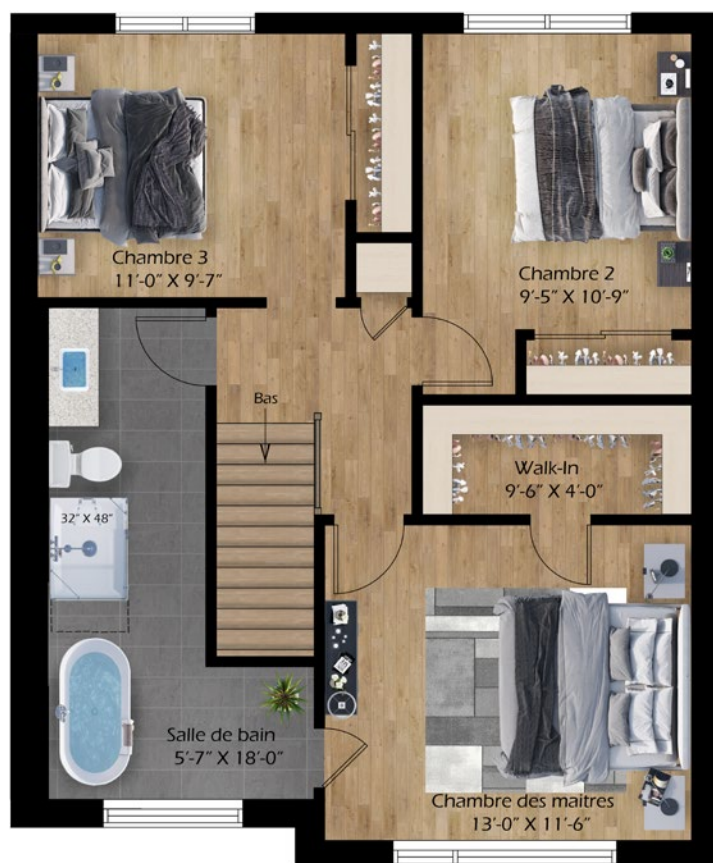 Chambre 3
11'-0" X 9'-7"
Chambre 2
9'-5" X 10'-9"
Bas
Walk-In
9'-6" X 4'-0"
32" X 48"
Salle de bain
5'-7" X 18'-0"
Chambre des maitres
13'-0" X 11'-6"